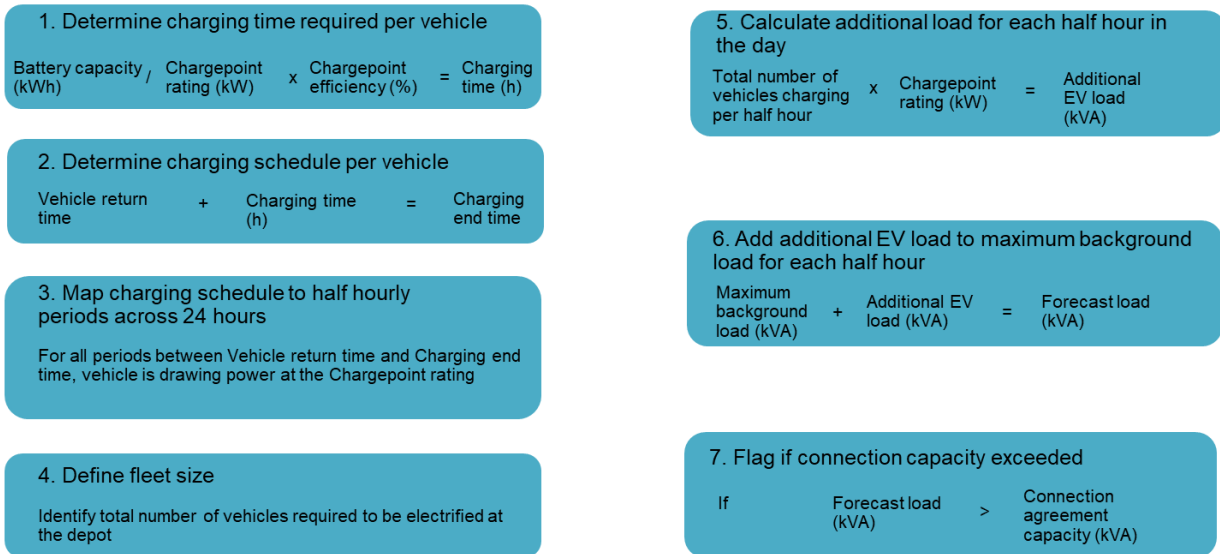 1. Determine charging time required per vehicle
Battery capacity (kWh) / Chargepoint rating (kW) x Chargepoint efficiency (%) = Charging time (h)
2. Determine charging schedule per vehicle
Vehicle return time + Charging time (h) = Charging end time
3. Map charging schedule to half hourly
periods across 24 hours
For all periods between Vehicle return time and Charging end
time, vehicle is drawing power at the Chargepoint rating
4. Define fleet size
Identify total number of vehicles required to be electrified at
the depot
5. Calculate additional load for each half hour in
the day
Total number of vehicles charging per half hour x Chargepoint rating (kW) = Additional EV load (kVA)
6. Add additional EV load to maximum background
load for each half hour
Maximum background load (kVA) + Additional EV load (kVA) = Forecast load (kVA)
7. Flag if connection capacity exceeded
If Forecast load (kVA) > Connection agreement capacity (kVA)